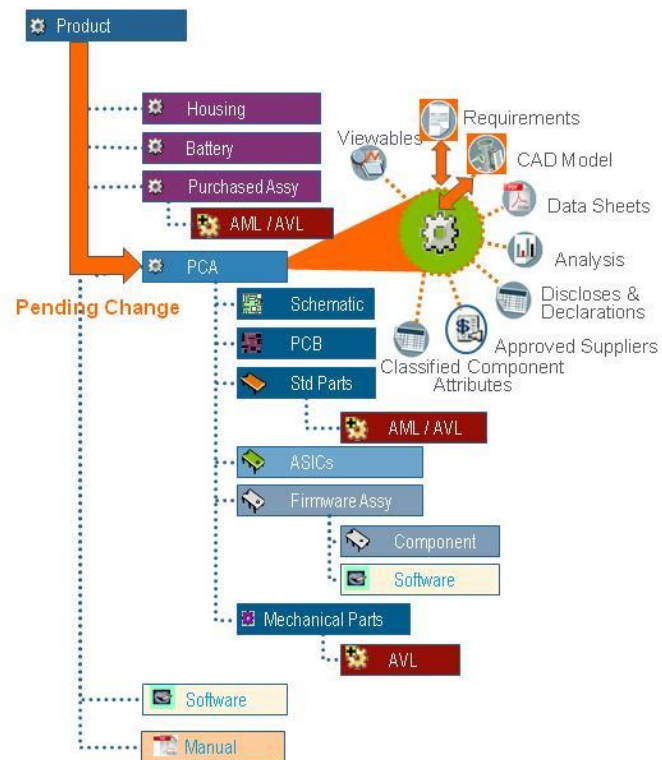 Product
Housing
Battery
Purchased Assy
AML / AVL
PCA
Pending Change
Schematic
PCB
Std Parts
AML / AVL
ASICs
Firmware Assy
Component
Software
Mechanical Parts
AVL
Software
Manual
Viewables
Requirements
CAD Model
Data Sheets
Analysis
Discloses &
Declarations
Approved Suppliers
Classified Component
Attributes